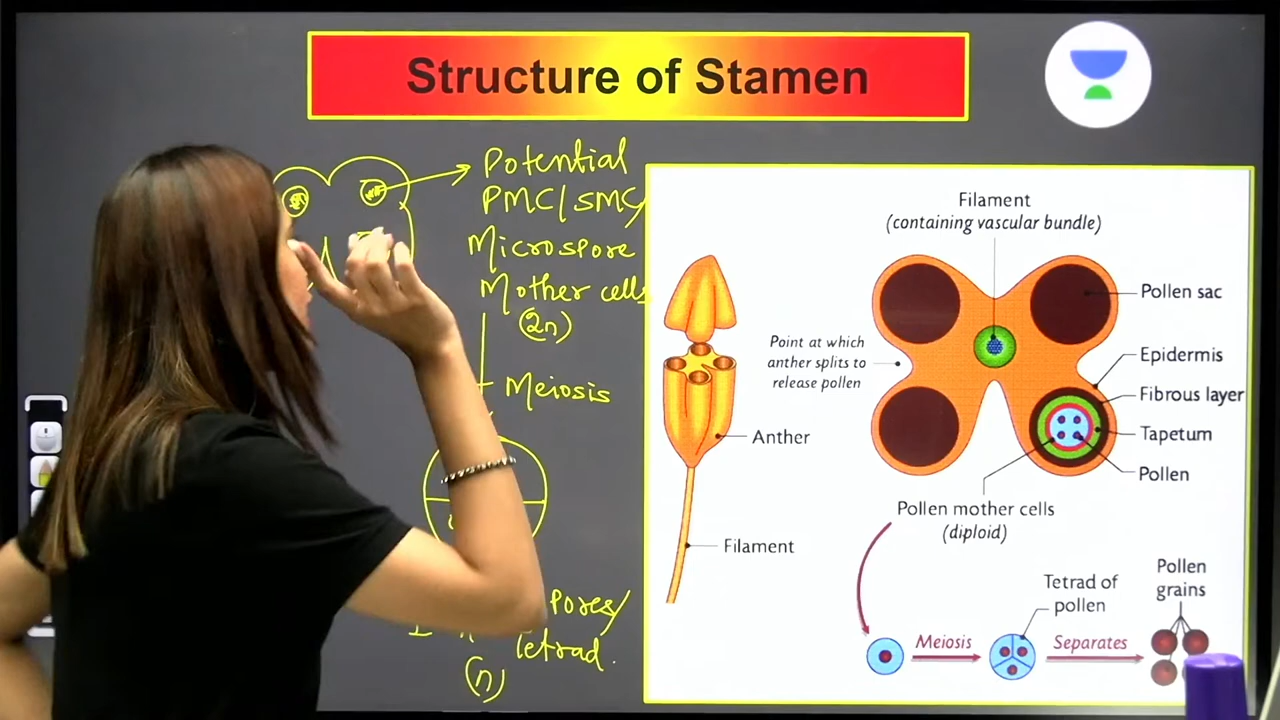 Structure of Stamen
Potential
PMC/SMC/
Microspore
Mother cells
(2n)
Meiosis
pores/
Tetrad.
(n)
Filament
(containing vascular bundle)
Pollen sac
Point at which
anther splits to
release pollen
Epidermis
Fibrous layer
Tapetum
Pollen
Anther
Pollen mother cells
(diploid)
Filament
Tetrad of
pollen
Pollen
grains
Meiosis
Separates